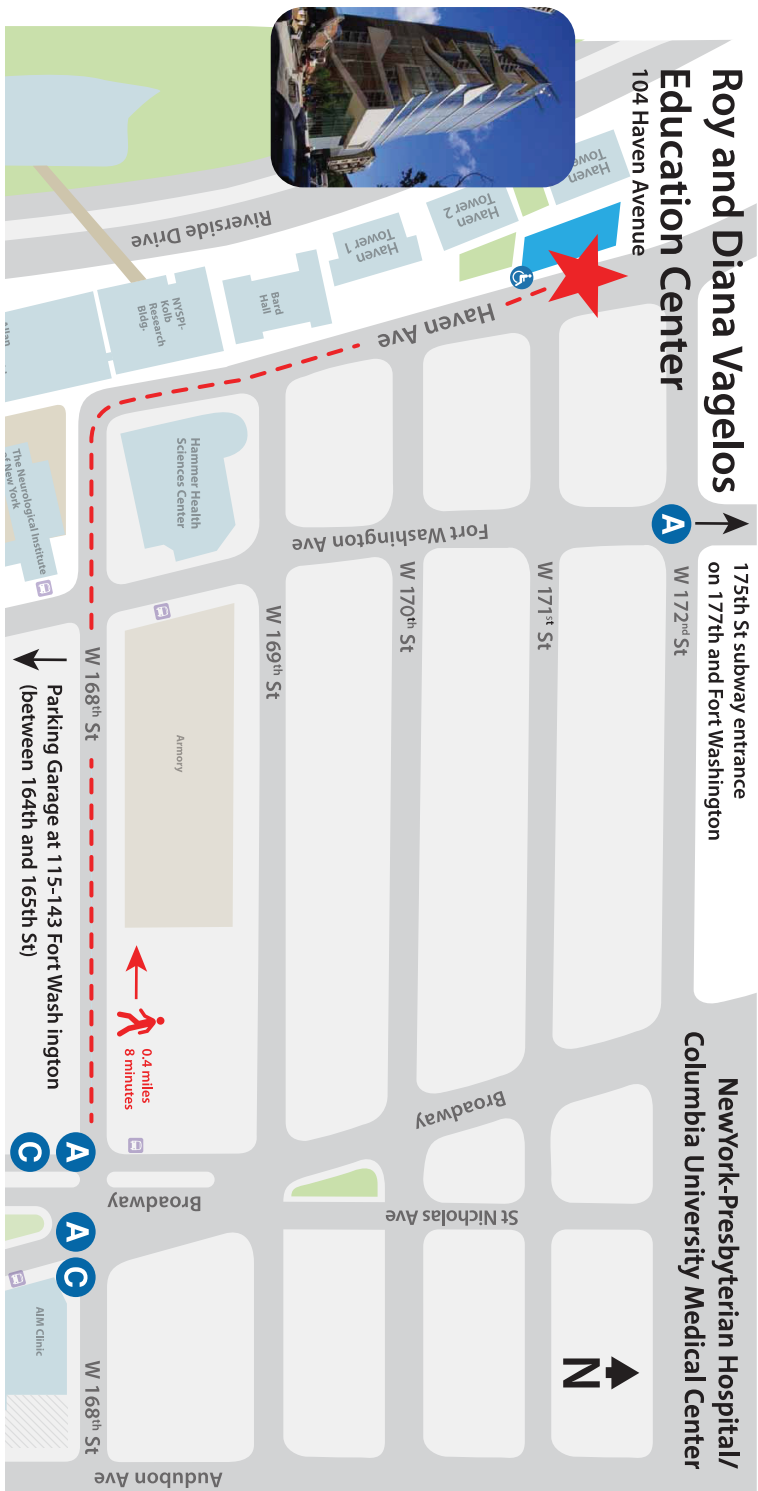 Roy and Diana Vagelos
Education Center
104 Haven Avenue
175th St subway entrance
on 177th and Fort Washington
NewYork-Presbyterian Hospital/
Columbia University Medical Center
A
W 172nd St
N
Haven
Tower
Haven
Tower 2
Haven
Tower 1
Bard
Hall
NYSPI-
Kolb
Research
Bldg.
Riverside Drive
Haven Ave
Fort Washington Ave
W 171st St
W 170th St
W 169th St
Broadway
St Nicholas Ave
Hammer Health
Sciences Center
Armory
0.4 miles
8 minutes
Broadway
W 168th St
A
C
A
C
W 168th St
Audubon Ave
The Neurological Institute
of New York
Parking Garage at 115-143 Fort Wash ington
(between 164th and 165th St)
AIM Clinic